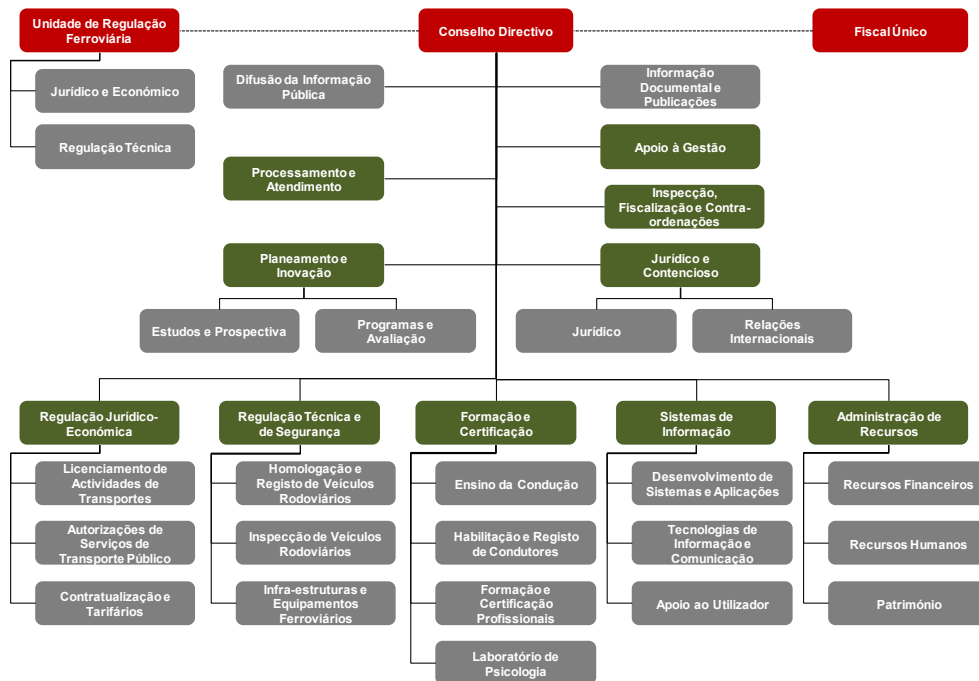 Unidade de Regulação
Ferroviária
Conselho Directivo
Fiscal Único
Jurídico e Económico
Difusão da Informação
Pública
Informação
Documental e
Publicações
Regulação Técnica
Apoio à Gestão
Processamento e
Atendimento
Inspecção,
Fiscalização e Contra-
ordenações
Planeamento e
Inovação
Jurídico e
Contencioso
Estudos e Prospectiva
Programas e
Avaliação
Jurídico
Relações
Internacionais
Regulação Jurídico-
Económica
Regulação Técnica e
de Segurança
Formação e
Certificação
Sistemas de
Informação
Administração de
Recursos
Licenciamento de
Actividades de
Transportes
Homologação e
Registo de Veículos
Rodoviários
Ensino da Condução
Desenvolvimento de
Sistemas e Aplicações
Recursos Financeiros
Autorizações de
Serviços de
Transporte Público
Inspecção de Veículos
Rodoviários
Habilitação e Registo
de Condutores
Tecnologias de
Informação e
Comunicação
Recursos Humanos
Contratualização e
Tarifários
Infra-estruturas e
Equipamentos
Ferroviários
Formação e
Certificação
Profissionais
Apoio ao Utilizador
Património
Laboratório de
Psicologia